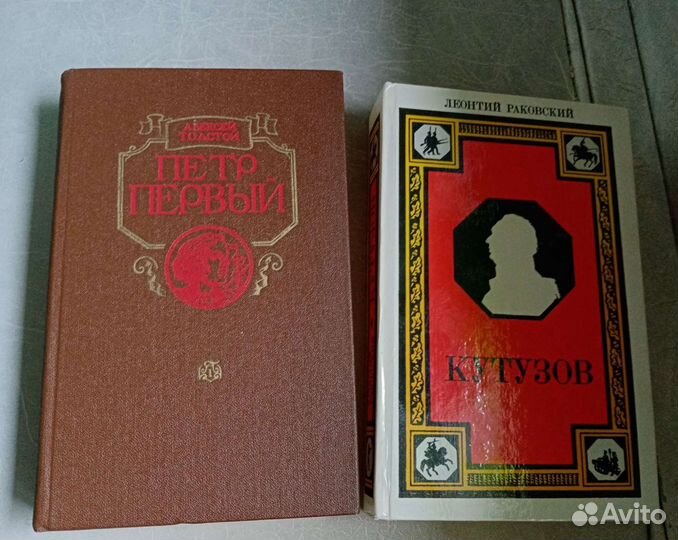 АЛЕКСЕЙ
ТОЛСТОЙ
ПЕТР
ПЕРВЫЙ
ЛЕОНТИЙ РАКОВСКИЙ
КУТУЗОВ
Avito